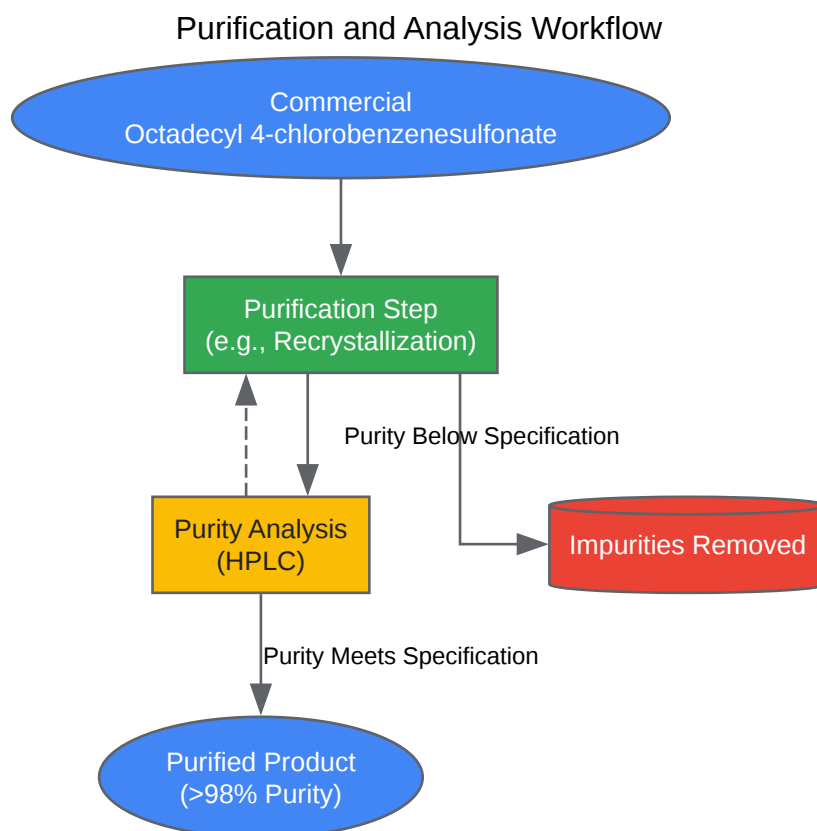 Purification and Analysis Workflow
Commercial
Octadecyl 4-chlorobenzenesulfonate
Purification Step
(e.g., Recrystallization)
Purity Below Specification
Purity Analysis
(HPLC)
Impurities Removed
Purity Meets Specification
Purified Product
(>98% Purity)